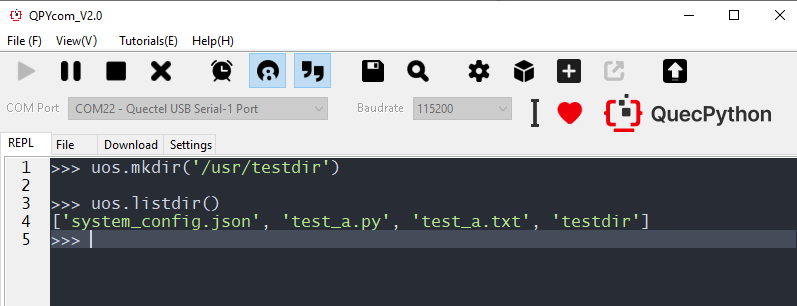 QPYcom_V2.0
File (F) View(V) Tutorials(E) Help(H)
COM Port COM22 - Quectel USB Serial-1 Port Baudrate 115200 QuecPython
REPL File Download Settings
1 >>> uos.mkdir('/usr/testdir')
2
3 >>> uos.listdir()
4 ['system_config.json', 'test_a.py', 'test_a.txt', 'testdir']
5 >>>